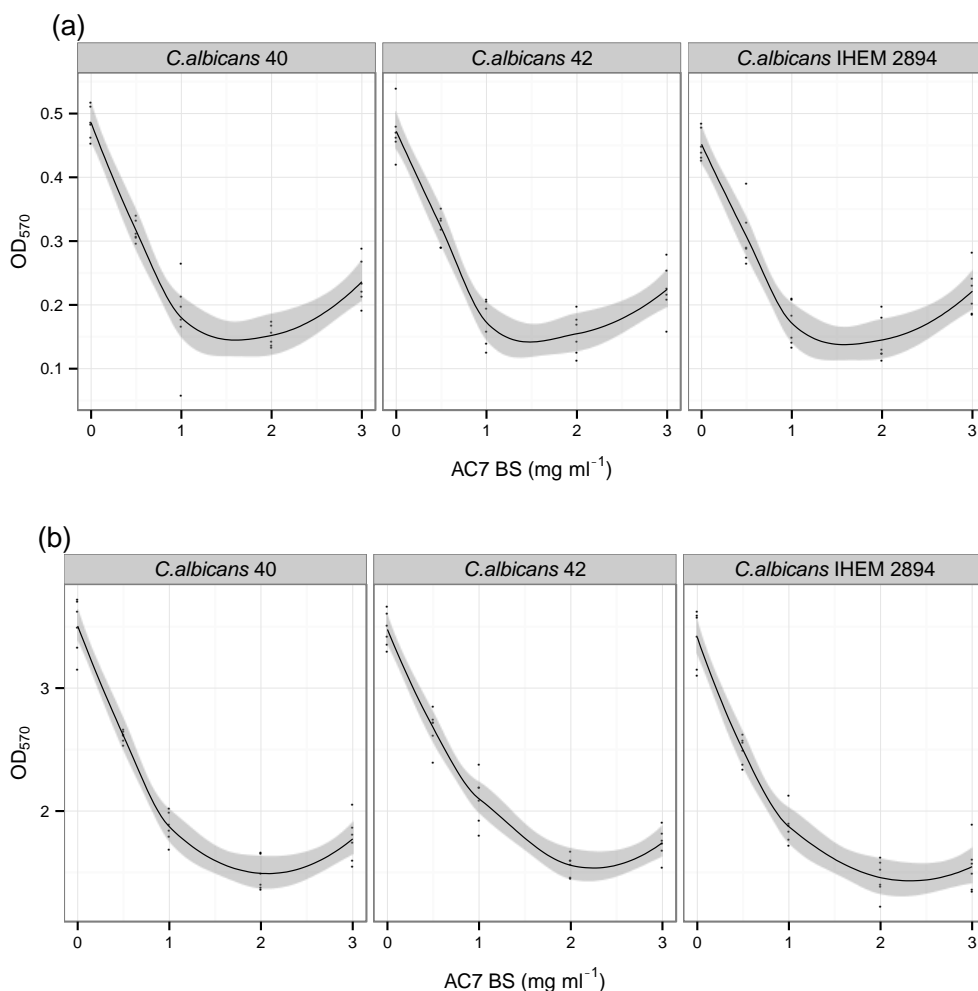 (a)
C.albicans 40
C.albicans 42
C.albicans IHEM 2894
OD₅₇₀
0.5
0.4
0.3
0.2
0.1
0 1 2 3
0 1 2 3
0 1 2 3
AC7 BS (mg ml⁻¹)
(b)
C.albicans 40
C.albicans 42
C.albicans IHEM 2894
OD₅₇₀
3
2
0 1 2 3
0 1 2 3
0 1 2 3
AC7 BS (mg ml⁻¹)